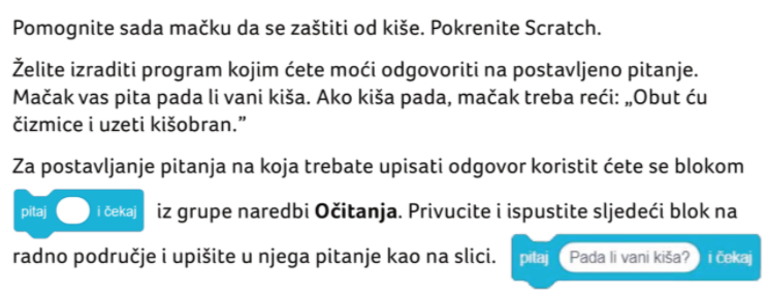 Pomognite sada mačku da se zaštiti od kiše. Pokrenite Scratch.
Želite izraditi program kojim ćete moći odgovoriti na postavljeno pitanje.
Mačak vas pita pada li vani kiša. Ako kiša pada, mačak treba reći: „Obut ću
čizmice i uzeti kišobran.”
Za postavljanje pitanja na koja trebate upisati odgovor koristit ćete se blokom
pitaj i čekaj iz grupe naredbi Očitanja. Privucite i ispustite sljedeći blok na
radno područje i upišite u njega pitanje kao na slici. pitaj Pada li vani kiša? i čekaj